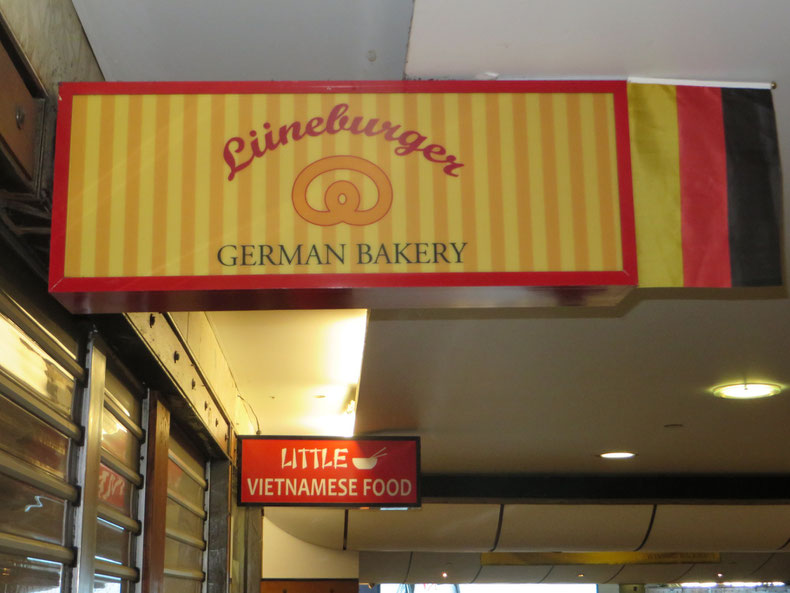 Lüneburger
GERMAN BAKERY
LITTLE
VIETNAMESE FOOD